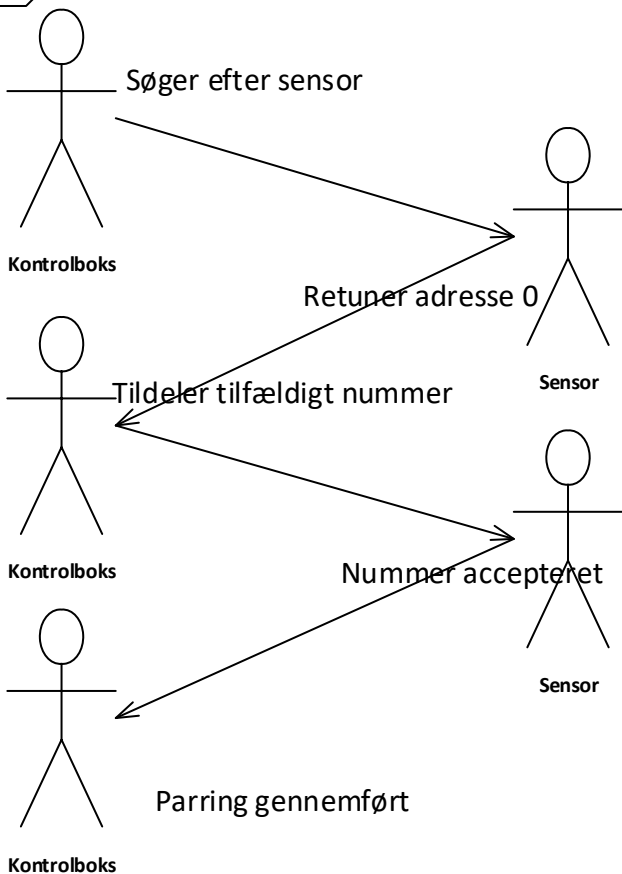 Søger efter sensor
Kontrolboks
Retuner adresse 0
Sensor
Tildeler tilfældigt nummer
Kontrolboks
Nummer accepteret
Sensor
Parring gennemført
Kontrolboks